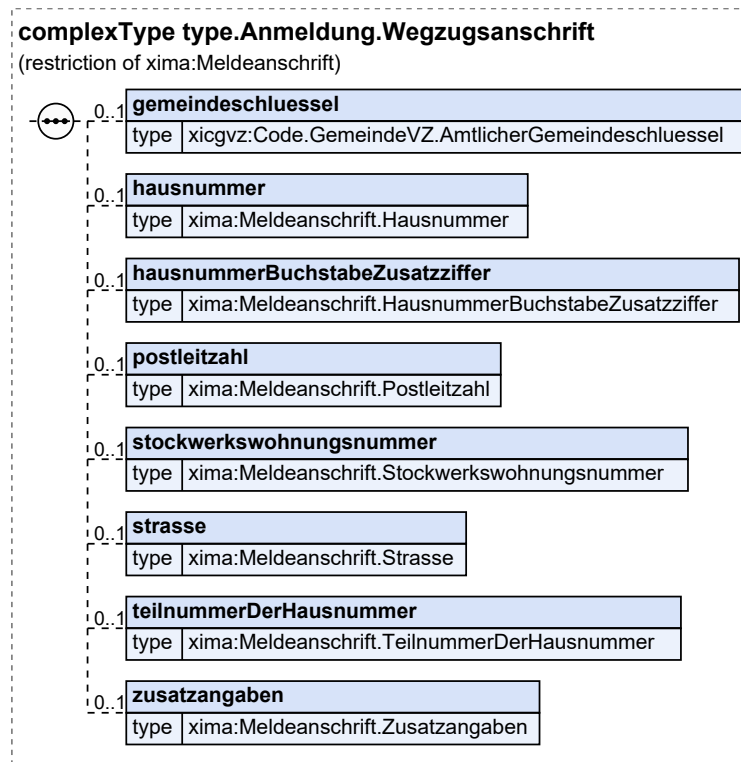 complexType type.Anmeldung.Wegzugsanschrift
(restriction of xima:Meldeanschrift)
0..1 gemeindeschluessel
type xicgvz:Code.GemeindeVZ.AmtlicherGemeindeschluessel
0..1 hausnummer
type xima:Meldeanschrift.Hausnummer
0..1 hausnummerBuchstabeZusatzziffer
type xima:Meldeanschrift.HausnummerBuchstabeZusatzziffer
0..1 postleitzahl
type xima:Meldeanschrift.Postleitzahl
0..1 stockwerkswohnungsnummer
type xima:Meldeanschrift.Stockwerkswohnungsnummer
0..1 strasse
type xima:Meldeanschrift.Strasse
0..1 teilnummerDerHausnummer
type xima:Meldeanschrift.TeilnummerDerHausnummer
0..1 zusatzangaben
type xima:Meldeanschrift.Zusatzangaben